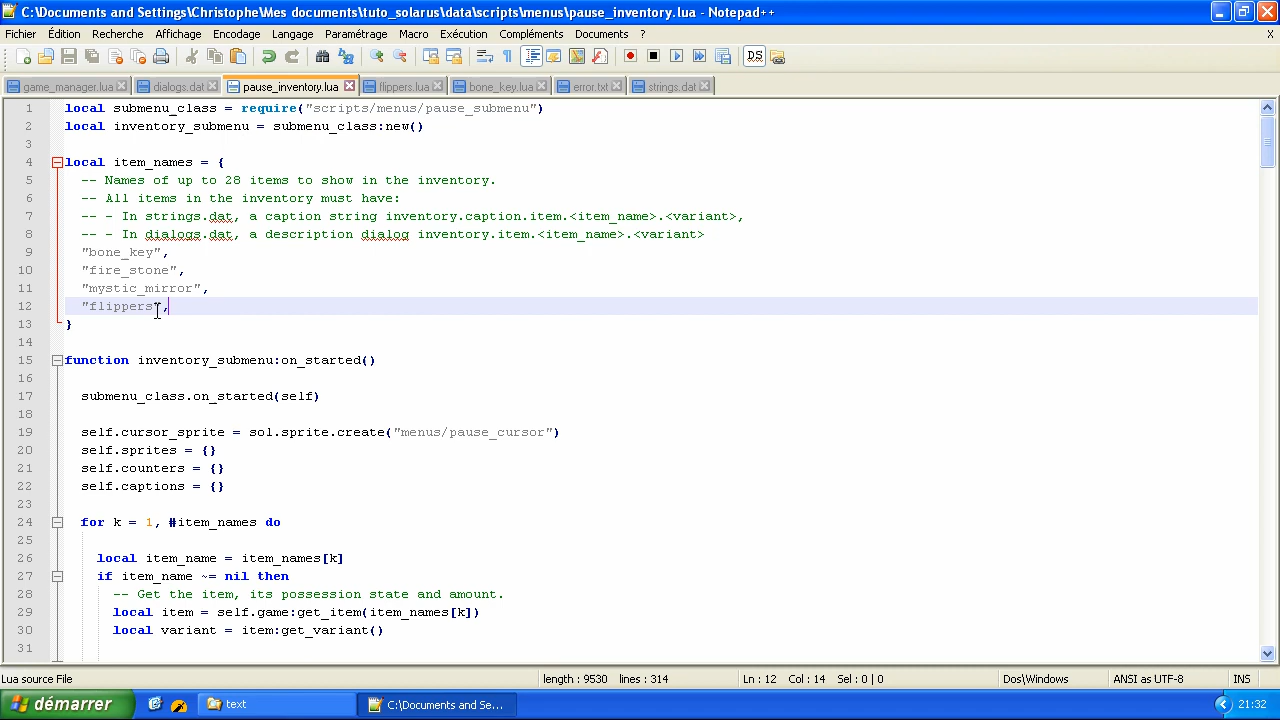 C:\Documents and Settings\Christophe\Mes documents\tuto_solarus\data\scripts\menus\pause_inventory.lua - Notepad++
Fichier Édition Recherche Affichage Encodage Langage Paramétrage Macro Exécution Compléments Documents ? X
game_manager.lua dialogs.dat pause_inventory.lua flippers.lua bone_key.lua error.txt strings.dat
1 local submenu_class = require("scripts/menus/pause_submenu")
2 local inventory_submenu = submenu_class:new()
3
4 local item_names = {
5 -- Names of up to 28 items to show in the inventory.
6 -- All items in the inventory must have:
7 -- - In strings.dat, a caption string inventory.caption.item.<item_name>.<variant>,
8 -- - In dialogs.dat, a description dialog inventory.item.<item_name>.<variant>
9 "bone_key",
10 "fire_stone",
11 "mystic_mirror",
12 "flippers",
13 }
14
15 function inventory_submenu:on_started()
16
17 submenu_class.on_started(self)
18
19 self.cursor_sprite = sol.sprite.create("menus/pause_cursor")
20 self.sprites = {}
21 self.counters = {}
22 self.captions = {}
23
24 for k = 1, #item_names do
25
26 local item_name = item_names[k]
27 if item_name ~= nil then
28 -- Get the item, its possession state and amount.
29 local item = self.game:get_item(item_names[k])
30 local variant = item:get_variant()
31
Lua source File length : 9530 lines : 314 Ln : 12 Col : 14 Sel : 0 | 0 Dos\Windows ANSI as UTF-8 INS
démarrer text C:\Documents and Se... 21:32